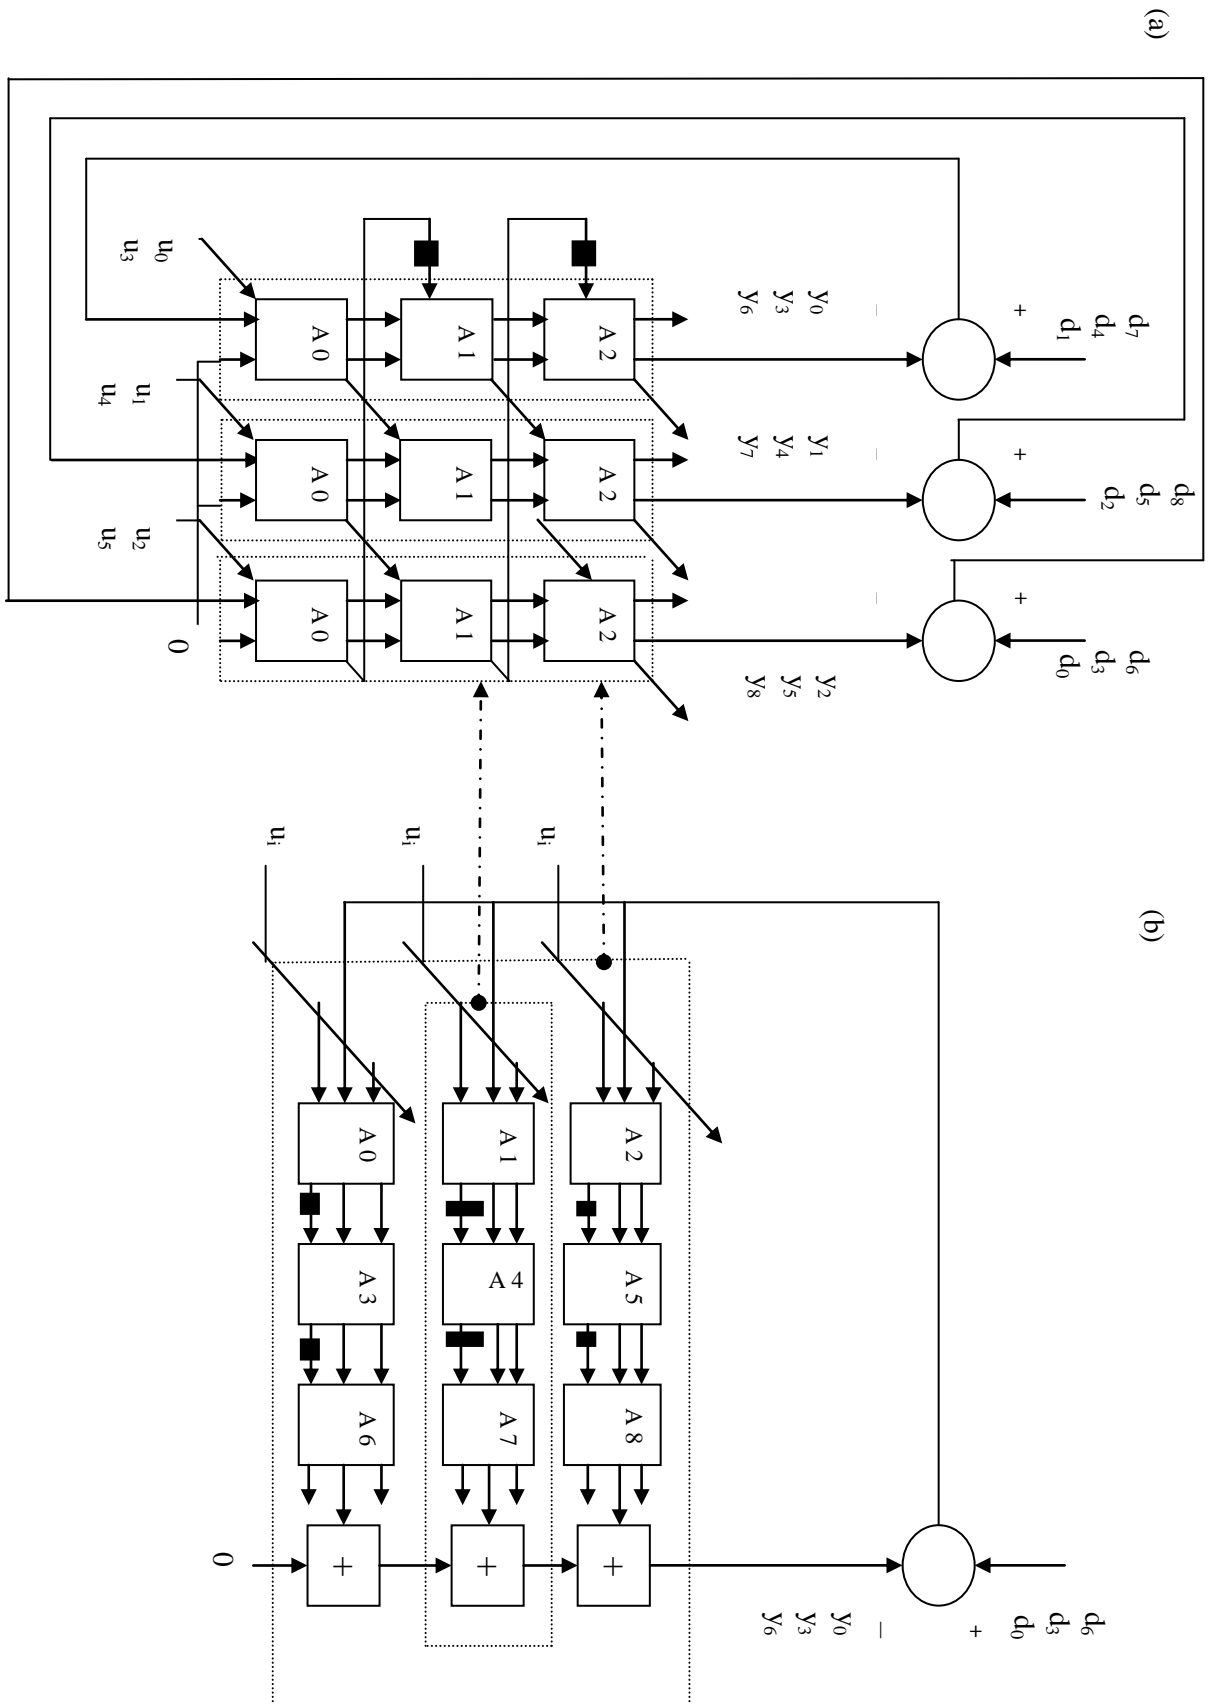 (a)
d₇
d₄
d₁
d₈
d₅
d₂
d₆
d₃
d₀
+
+
+
–
–
–
y₀
y₃
y₆
y₁
y₄
y₇
y₂
y₅
y₈
A 2
A 2
A 2
A 1
A 1
A 1
A 0
A 0
A 0
u₀
u₃
u₁
u₄
u₂
u₅
0
(b)
d₆
d₃
d₀
+
–
y₀
y₃
y₆
A 2
A 5
A 8
+
uᵢ
A 1
A 4
A 7
+
uᵢ
A 0
A 3
A 6
+
uᵢ
0